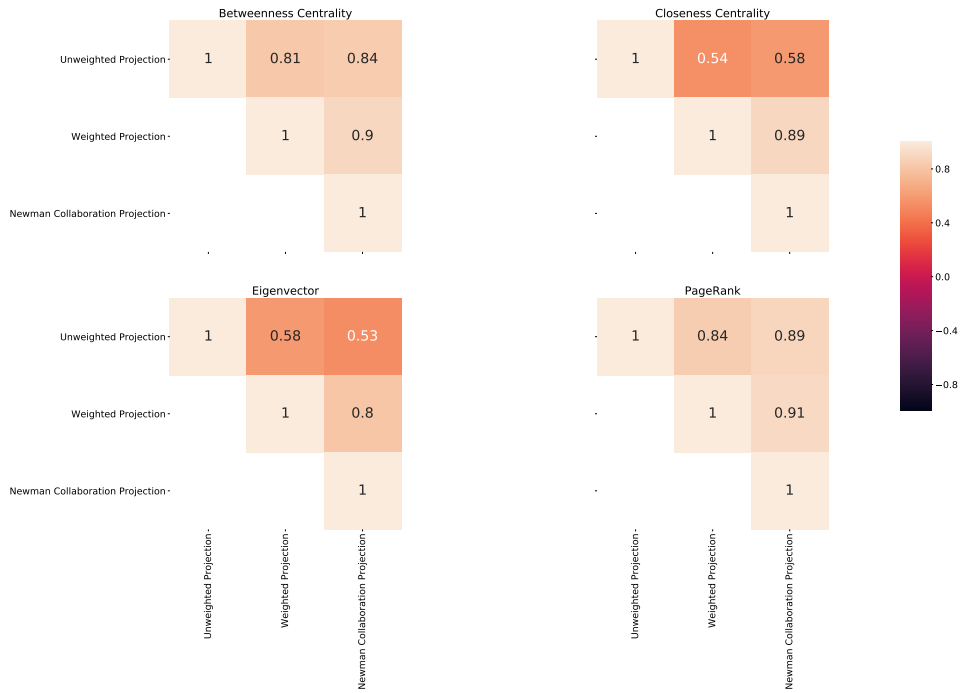 Betweenness Centrality
Closeness Centrality
Unweighted Projection
1
0.81
0.84
1
0.54
0.58
Weighted Projection
1
0.9
1
0.89
Newman Collaboration Projection
1
1
0.8
0.4
0.0
−0.4
−0.8
Eigenvector
PageRank
Unweighted Projection
1
0.58
0.53
1
0.84
0.89
Weighted Projection
1
0.8
1
0.91
Newman Collaboration Projection
1
1
Unweighted Projection
Weighted Projection
Newman Collaboration Projection
Unweighted Projection
Weighted Projection
Newman Collaboration Projection